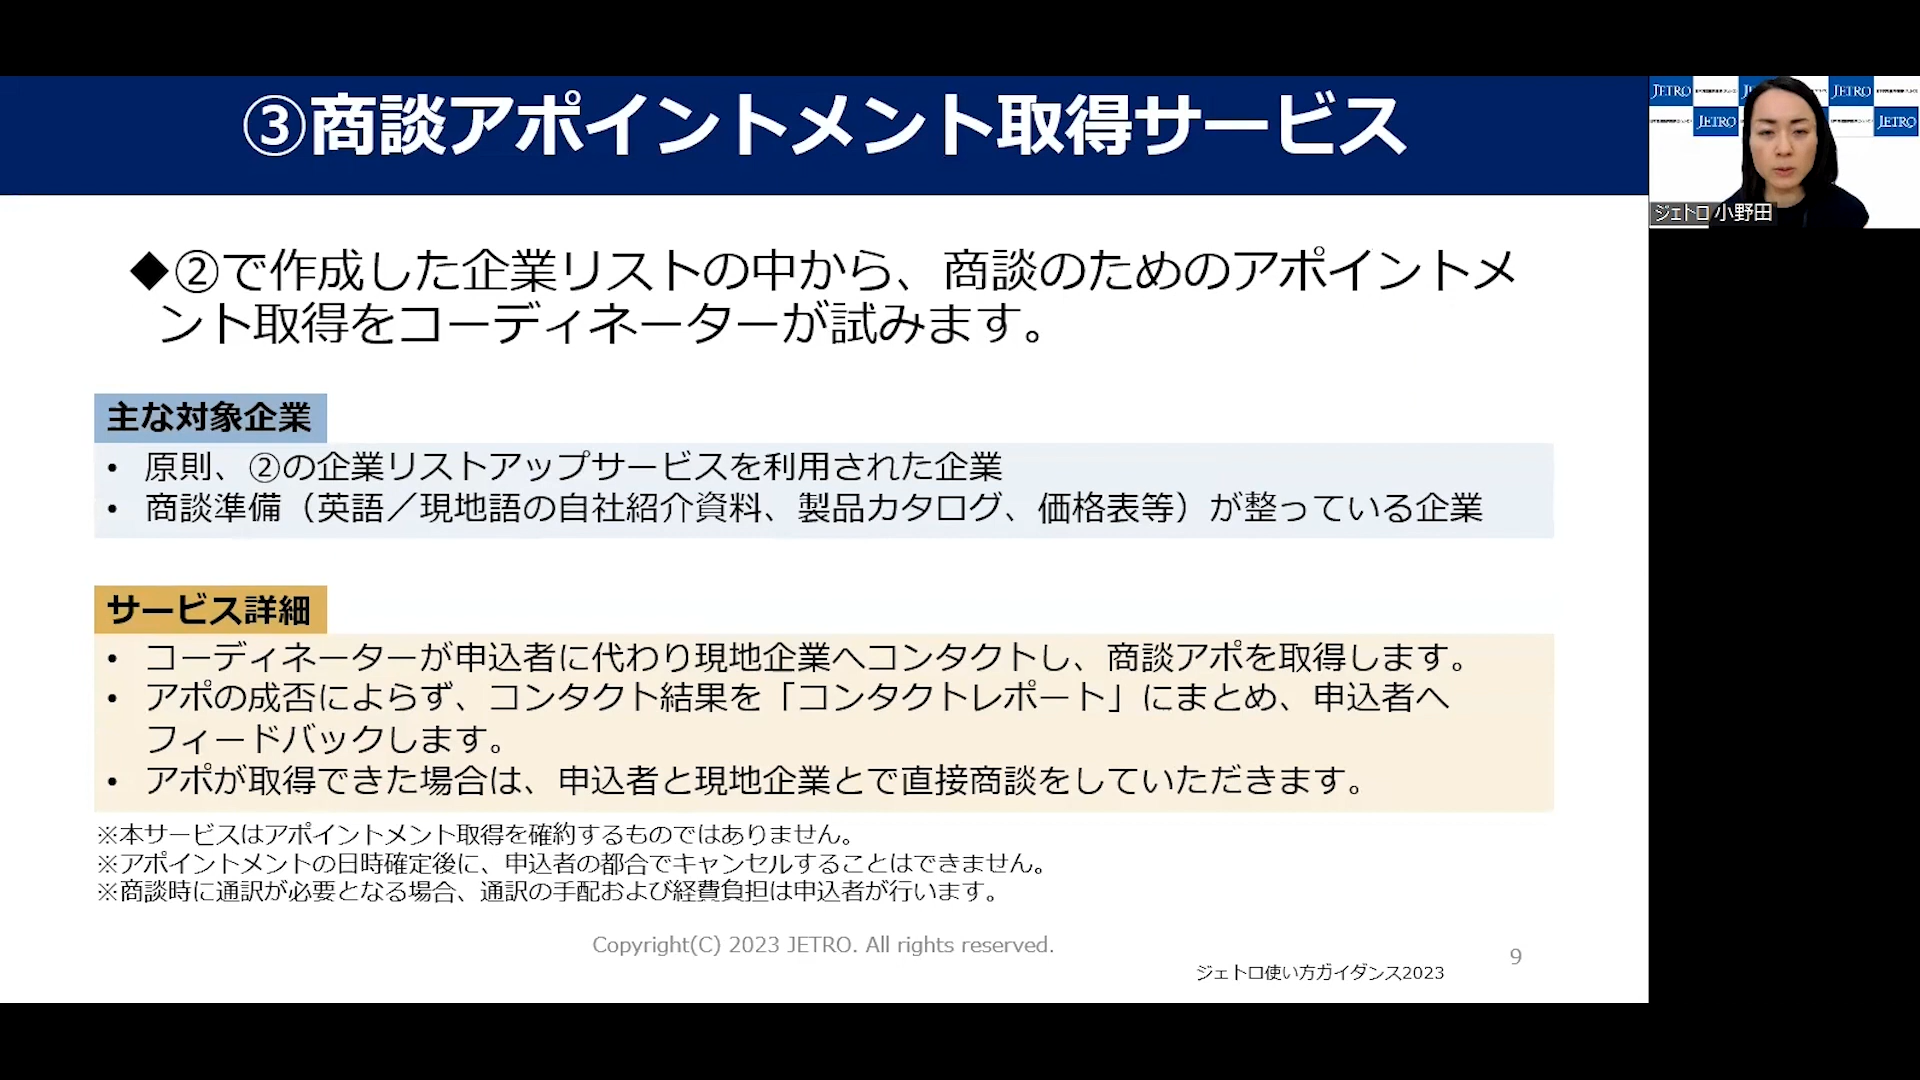 ③商談アポイントメント取得サービス
◆②で作成した企業リストの中から、商談のためのアポイントメ
ント取得をコーディネーターが試みます。
主な対象企業
• 原則、②の企業リストアップサービスを利用された企業
• 商談準備（英語／現地語の自社紹介資料、製品カタログ、価格表等）が整っている企業
サービス詳細
• コーディネーターが申込者に代わり現地企業へコンタクトし、商談アポを取得します。
• アポの成否によらず、コンタクト結果を「コンタクトレポート」にまとめ、申込者へ
フィードバックします。
• アポが取得できた場合は、申込者と現地企業とで直接商談をしていただきます。
※本サービスはアポイントメント取得を確約するものではありません。
※アポイントメントの日時確定後に、申込者の都合でキャンセルすることはできません。
※商談時に通訳が必要となる場合、通訳の手配および経費負担は申込者が行います。
Copyright(C) 2023 JETRO. All rights reserved.
9
ジェトロ使い方ガイダンス2023
JETRO
JETRO
JETRO
JETRO
ジェトロ 小野田